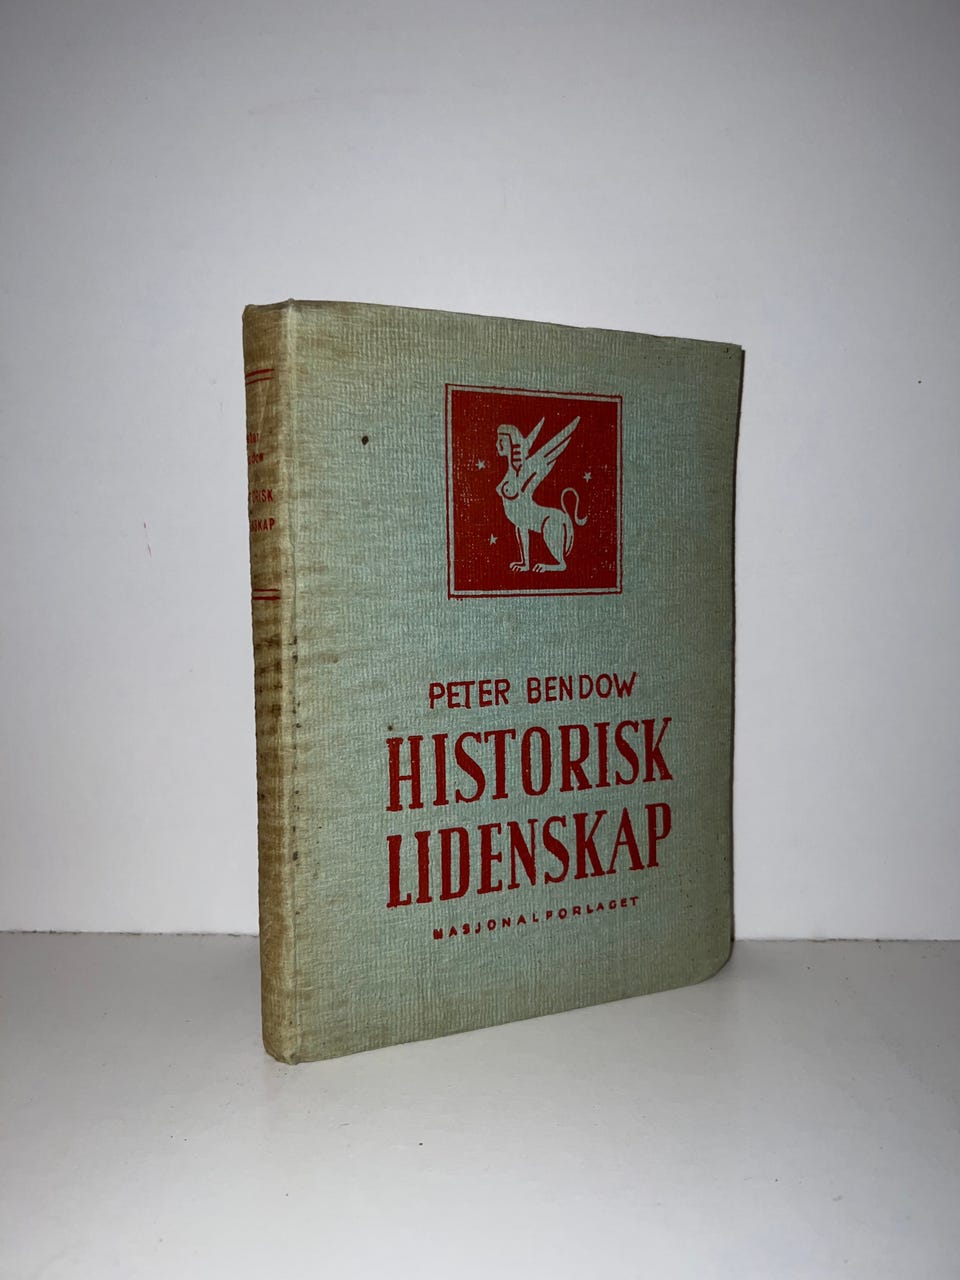 PETER BENDOW
HISTORISK
LIDENSKAP
NASJONALFORLAGET